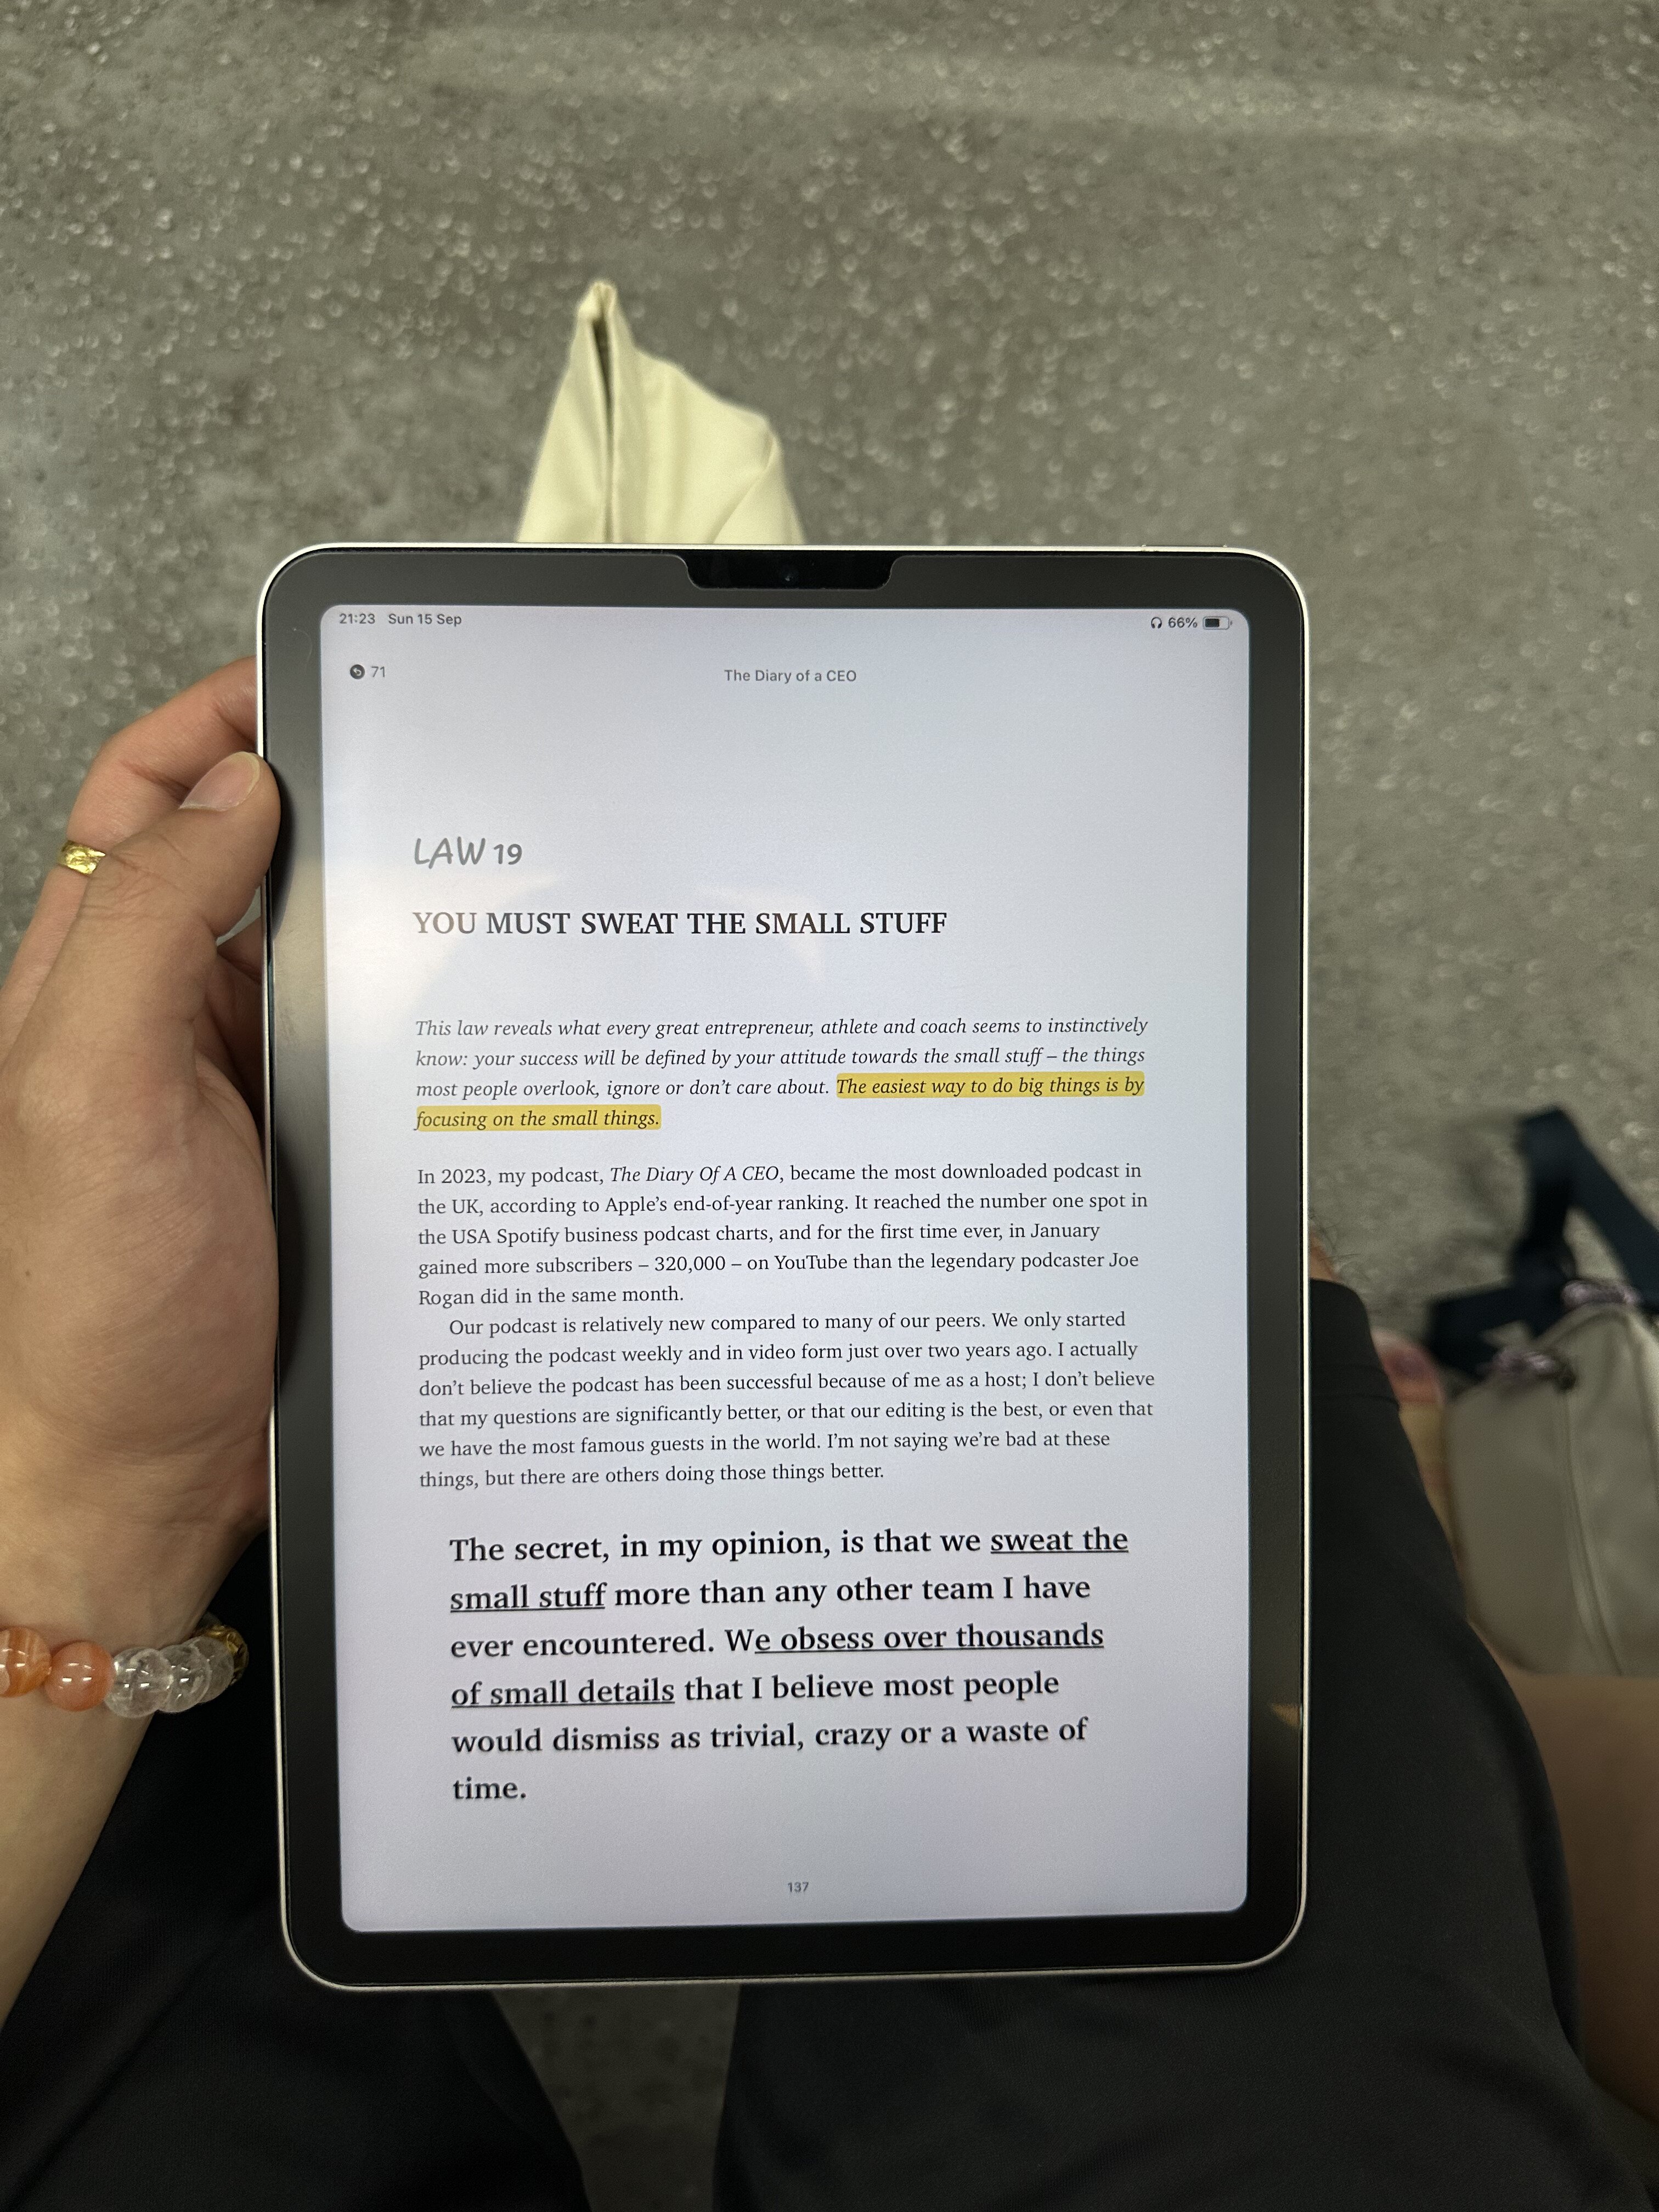 21:23 Sun 15 Sep
66%
71
The Diary of a CEO
LAW 19
YOU MUST SWEAT THE SMALL STUFF
This law reveals what every great entrepreneur, athlete and coach seems to instinctively
know: your success will be defined by your attitude towards the small stuff – the things
most people overlook, ignore or don’t care about. The easiest way to do big things is by
focusing on the small things.
In 2023, my podcast, The Diary Of A CEO, became the most downloaded podcast in
the UK, according to Apple’s end-of-year ranking. It reached the number one spot in
the USA Spotify business podcast charts, and for the first time ever, in January
gained more subscribers – 320,000 – on YouTube than the legendary podcaster Joe
Rogan did in the same month.
Our podcast is relatively new compared to many of our peers. We only started
producing the podcast weekly and in video form just over two years ago. I actually
don’t believe the podcast has been successful because of me as a host; I don’t believe
that my questions are significantly better, or that our editing is the best, or even that
we have the most famous guests in the world. I’m not saying we’re bad at these
things, but there are others doing those things better.
The secret, in my opinion, is that we sweat the
small stuff more than any other team I have
ever encountered. We obsess over thousands
of small details that I believe most people
would dismiss as trivial, crazy or a waste of
time.
137